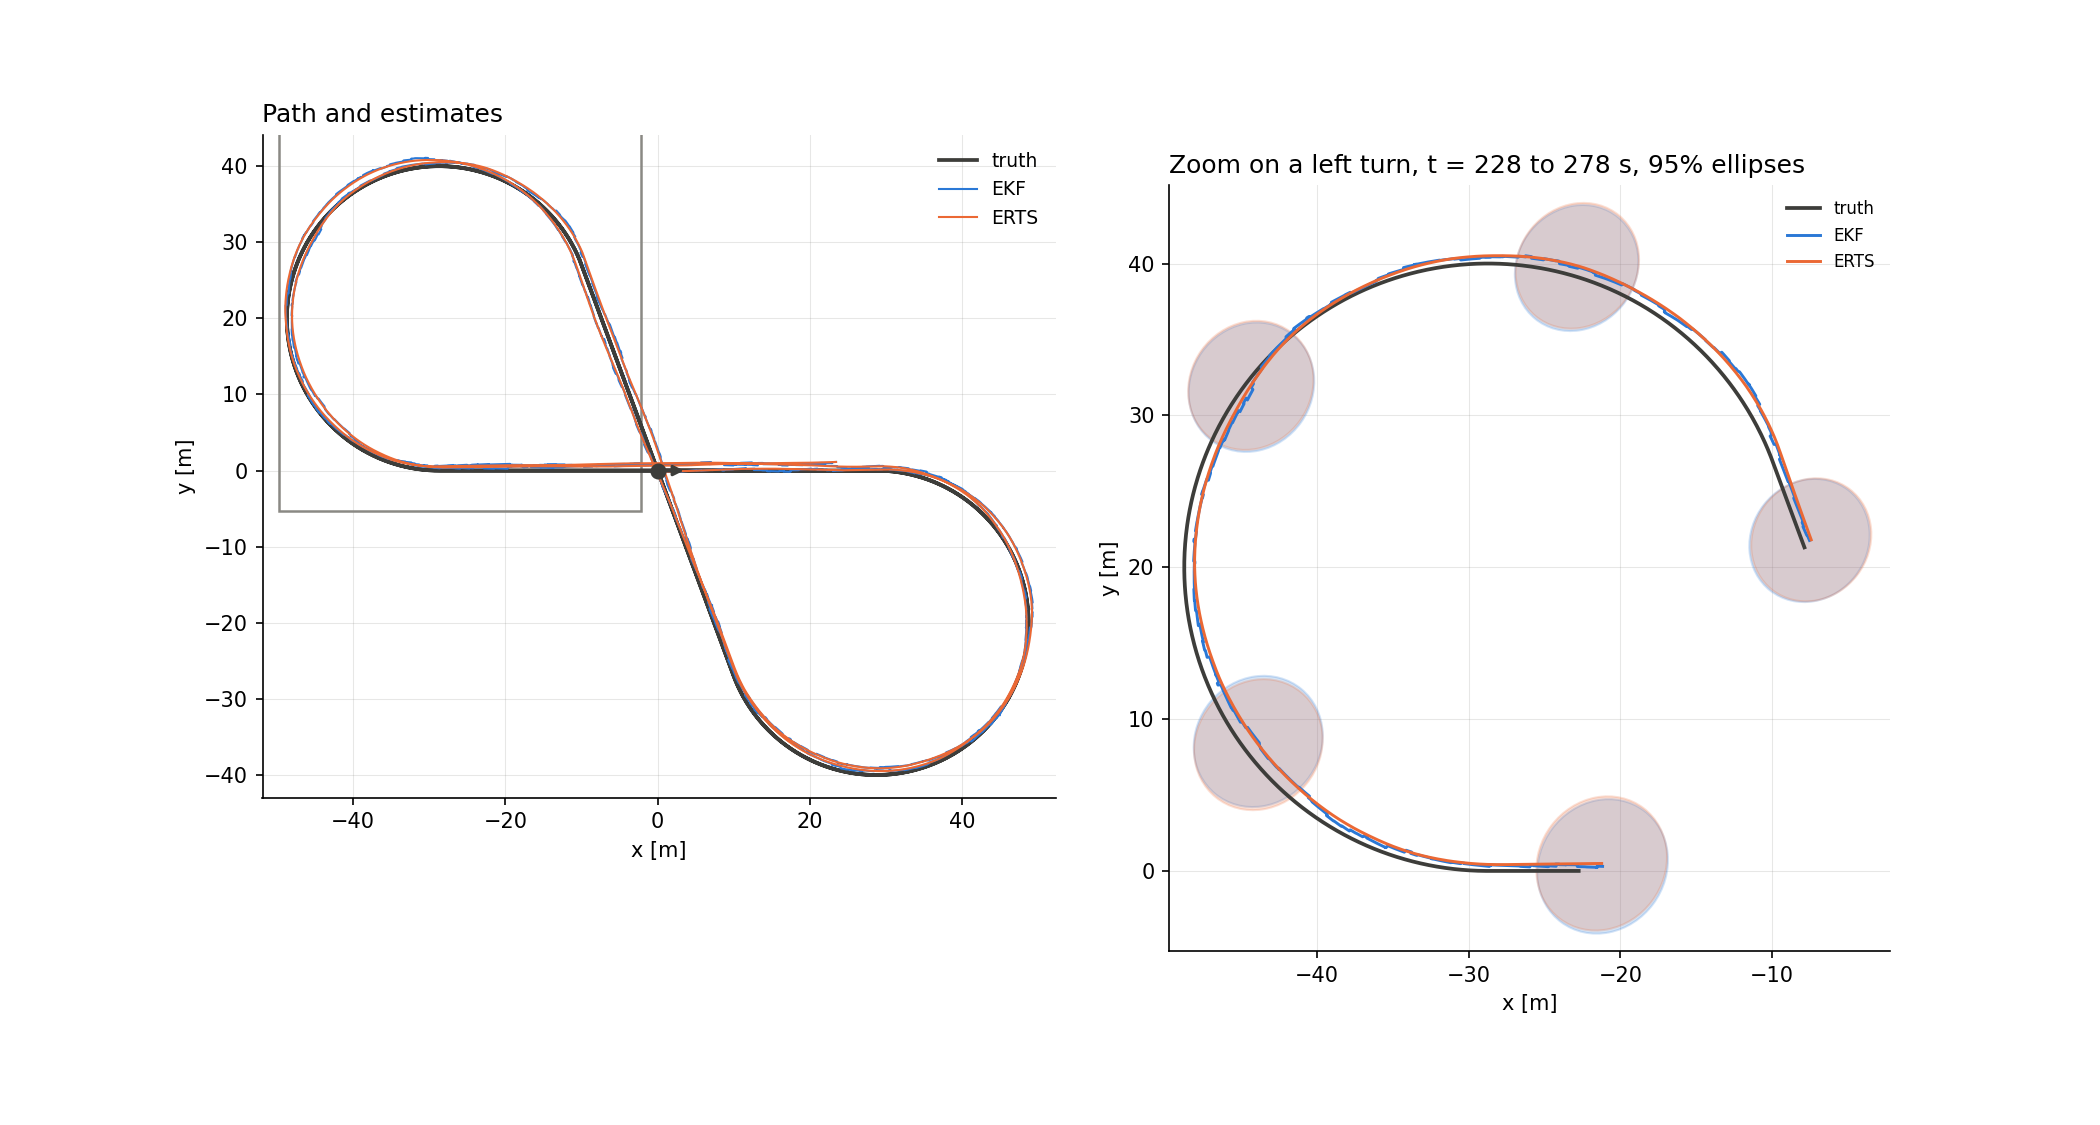 Path and estimates
truth
EKF
ERTS
40
30
20
10
0
−10
−20
−30
−40
y [m]
−40
−20
0
20
40
x [m]
Zoom on a left turn, t = 228 to 278 s, 95% ellipses
truth
EKF
ERTS
40
30
20
10
0
y [m]
−40
−30
−20
−10
x [m]